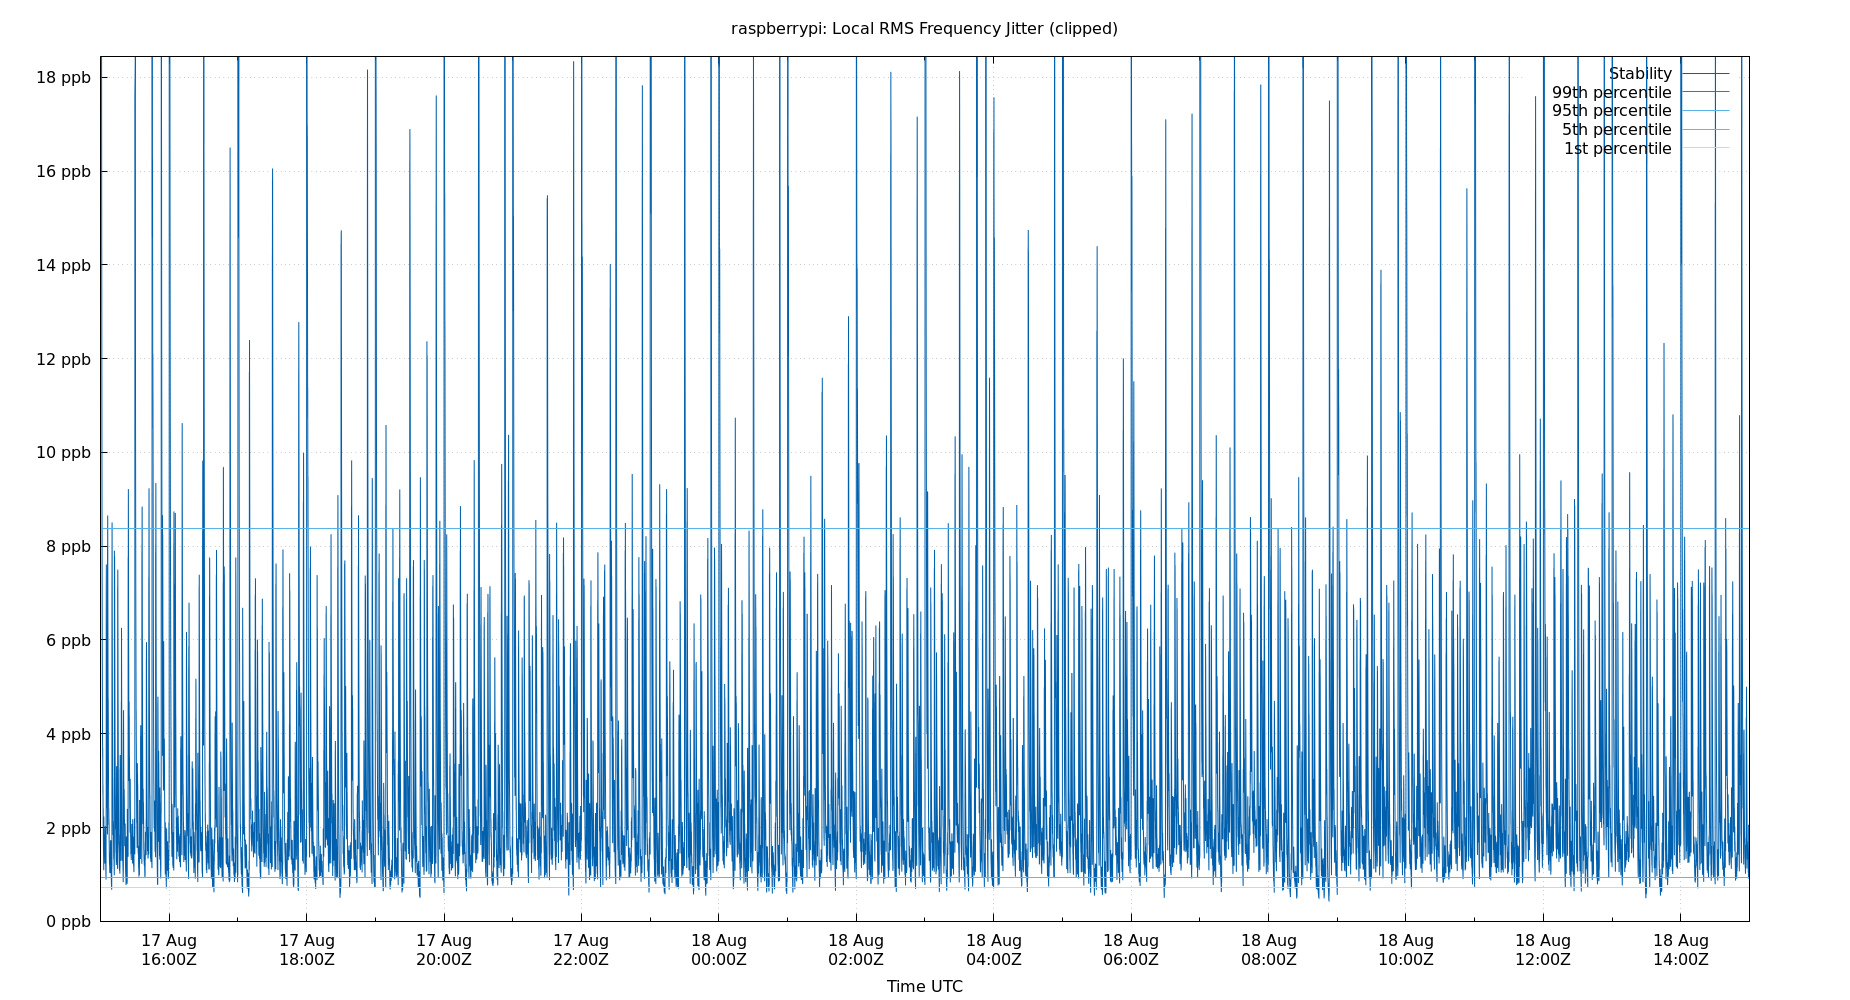 raspberrypi: Local RMS Frequency Jitter (clipped)
18 ppb
16 ppb
14 ppb
12 ppb
10 ppb
8 ppb
6 ppb
4 ppb
2 ppb
0 ppb
Stability
99th percentile
95th percentile
5th percentile
1st percentile
17 Aug 17 Aug 17 Aug 17 Aug 18 Aug 18 Aug 18 Aug 18 Aug 18 Aug 18 Aug 18 Aug 18 Aug
16:00Z 18:00Z 20:00Z 22:00Z 00:00Z 02:00Z 04:00Z 06:00Z 08:00Z 10:00Z 12:00Z 14:00Z
Time UTC